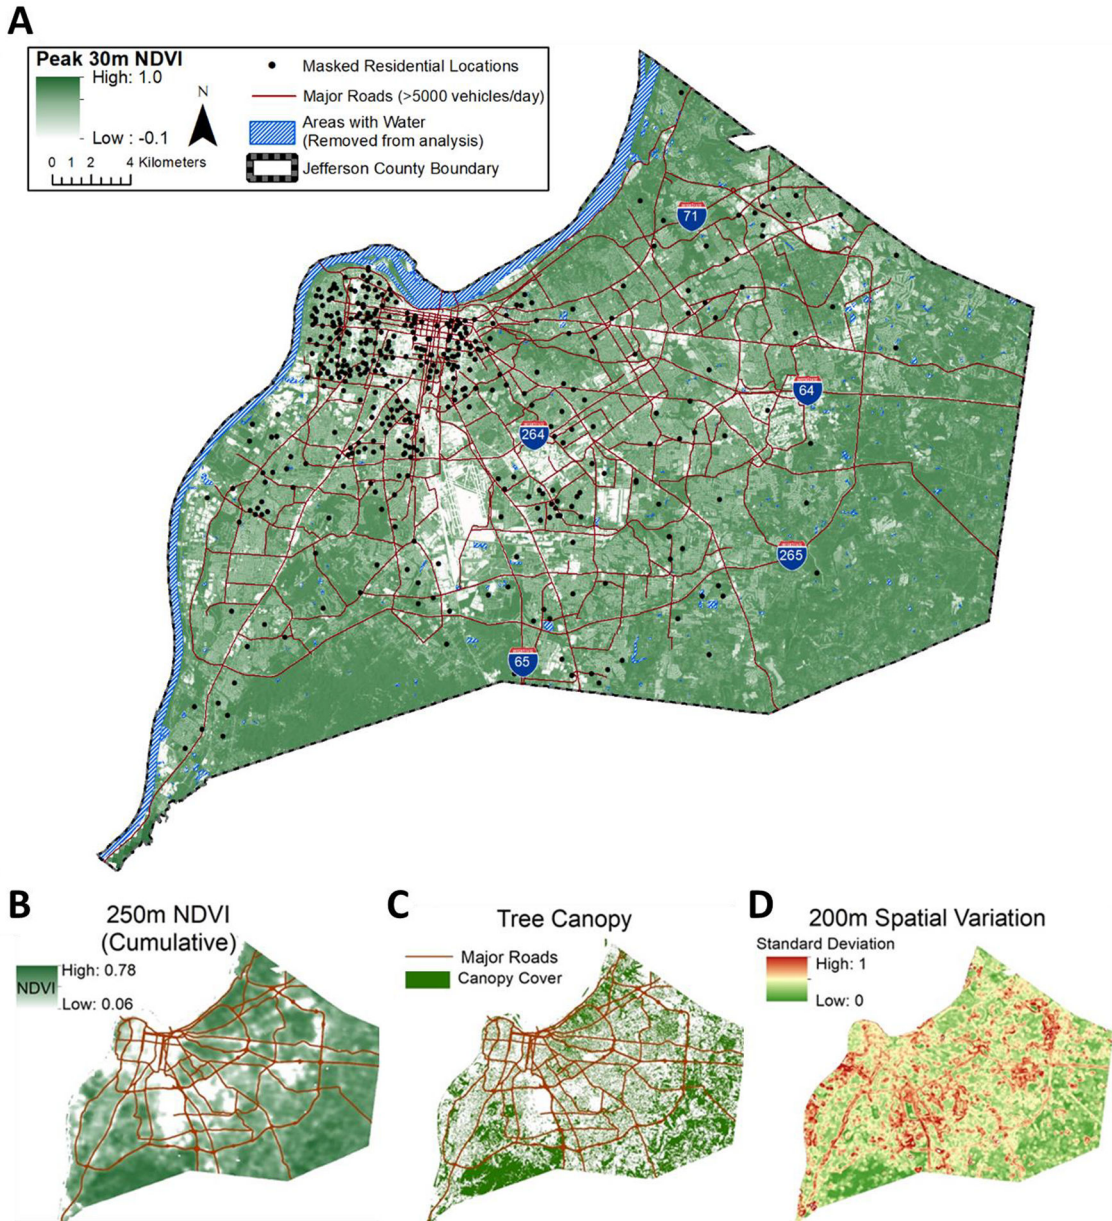 A
Peak 30m NDVI
High: 1.0
Low : -0.1
N
0 1 2 4 Kilometers
Masked Residential Locations
Major Roads (>5000 vehicles/day)
Areas with Water
(Removed from analysis)
Jefferson County Boundary
71
64
264
265
65
B
250m NDVI
(Cumulative)
NDVI
High: 0.78
Low: 0.06
C
Tree Canopy
Major Roads
Canopy Cover
D
200m Spatial Variation
Standard Deviation
High: 1
Low: 0